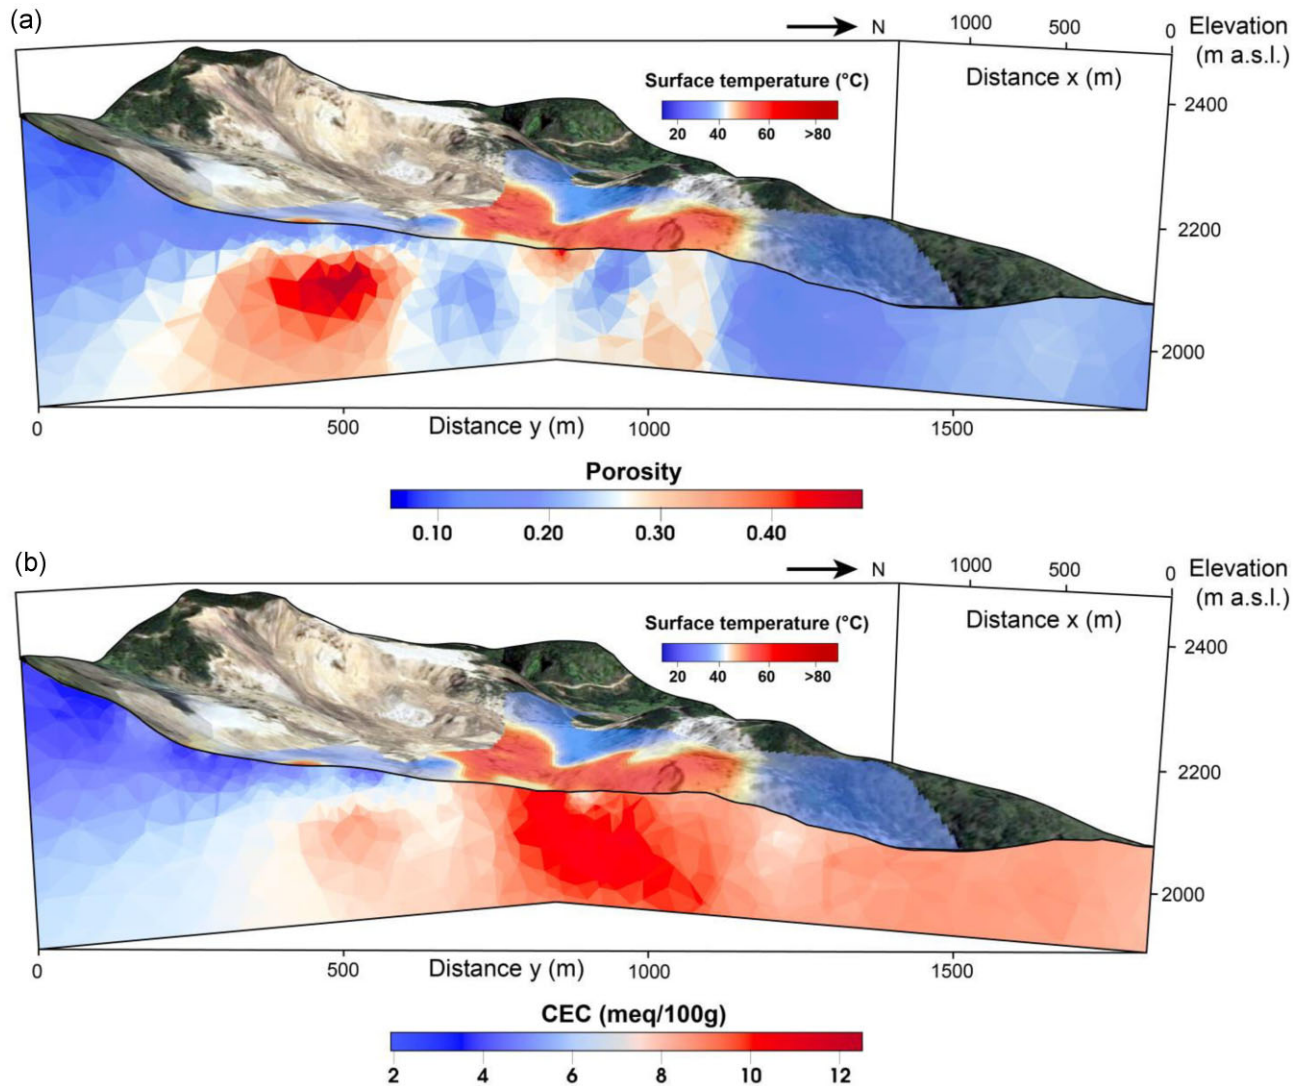 (a)
N
1000 500 0
Elevation
(m a.s.l.)
Surface temperature (°C)
Distance x (m)
20 40 60 >80
2400
2200
2000
0 500 Distance y (m) 1000 1500
Porosity
0.10 0.20 0.30 0.40
(b)
N
1000 500 0
Elevation
(m a.s.l.)
Surface temperature (°C)
Distance x (m)
20 40 60 >80
2400
2200
2000
0 500 Distance y (m) 1000 1500
CEC (meq/100g)
2 4 6 8 10 12